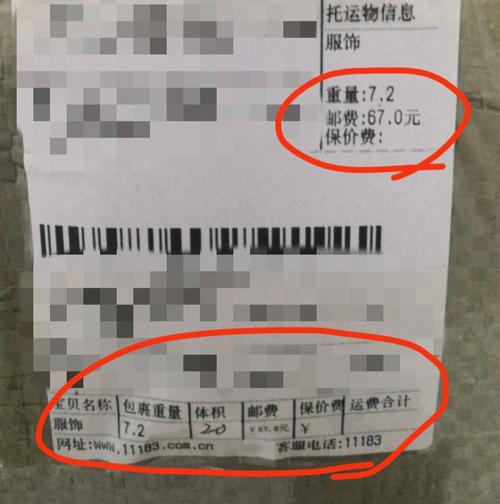 托运物信息
服饰
重量:7.2
邮费:67.0元
保价费:
宝贝名称 包裹重量 体积 邮费 保价费 运费合计
服饰 7.2 20 ¥67.0元 ¥
网址:www.11183.com.cn 客服电话:11183